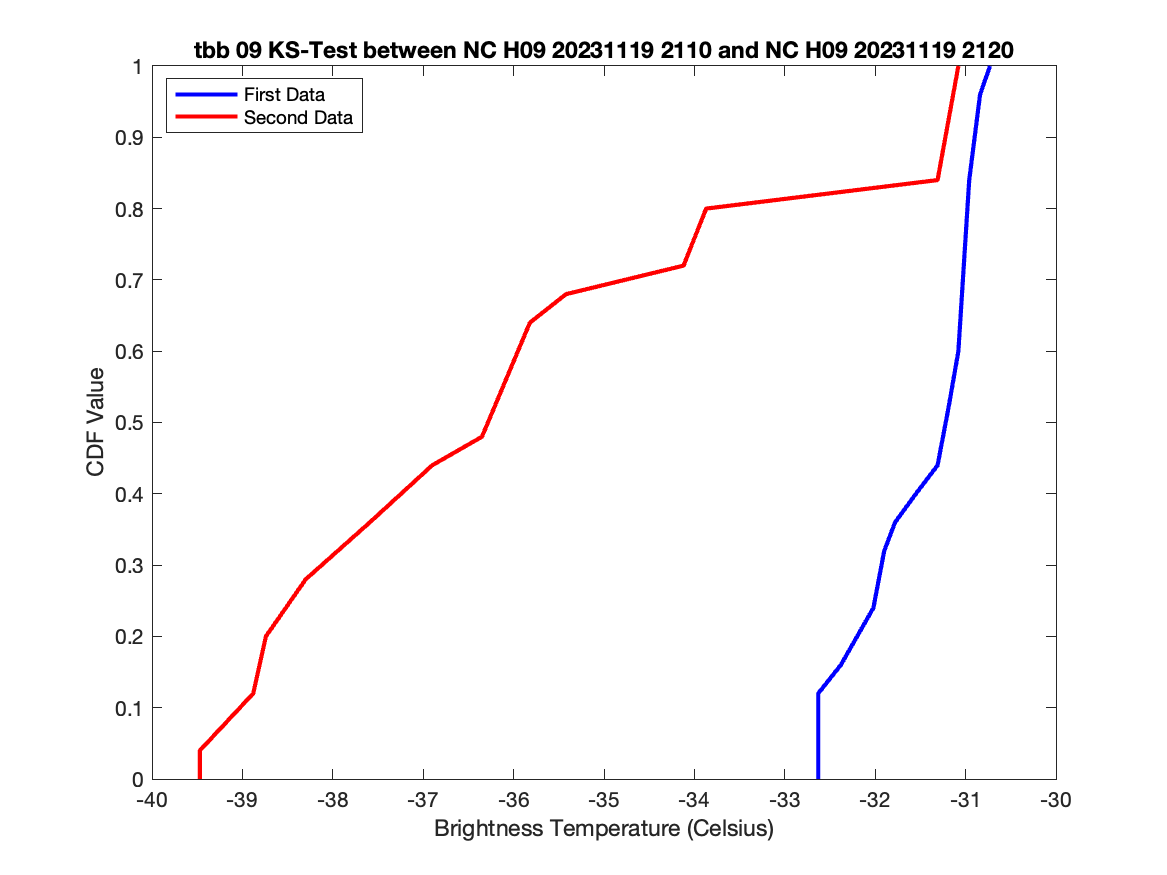 tbb 09 KS-Test between NC H09 20231119 2110 and NC H09 20231119 2120
First Data
Second Data
1
0.9
0.8
0.7
0.6
0.5
0.4
0.3
0.2
0.1
0
CDF Value
-40 -39 -38 -37 -36 -35 -34 -33 -32 -31 -30
Brightness Temperature (Celsius)